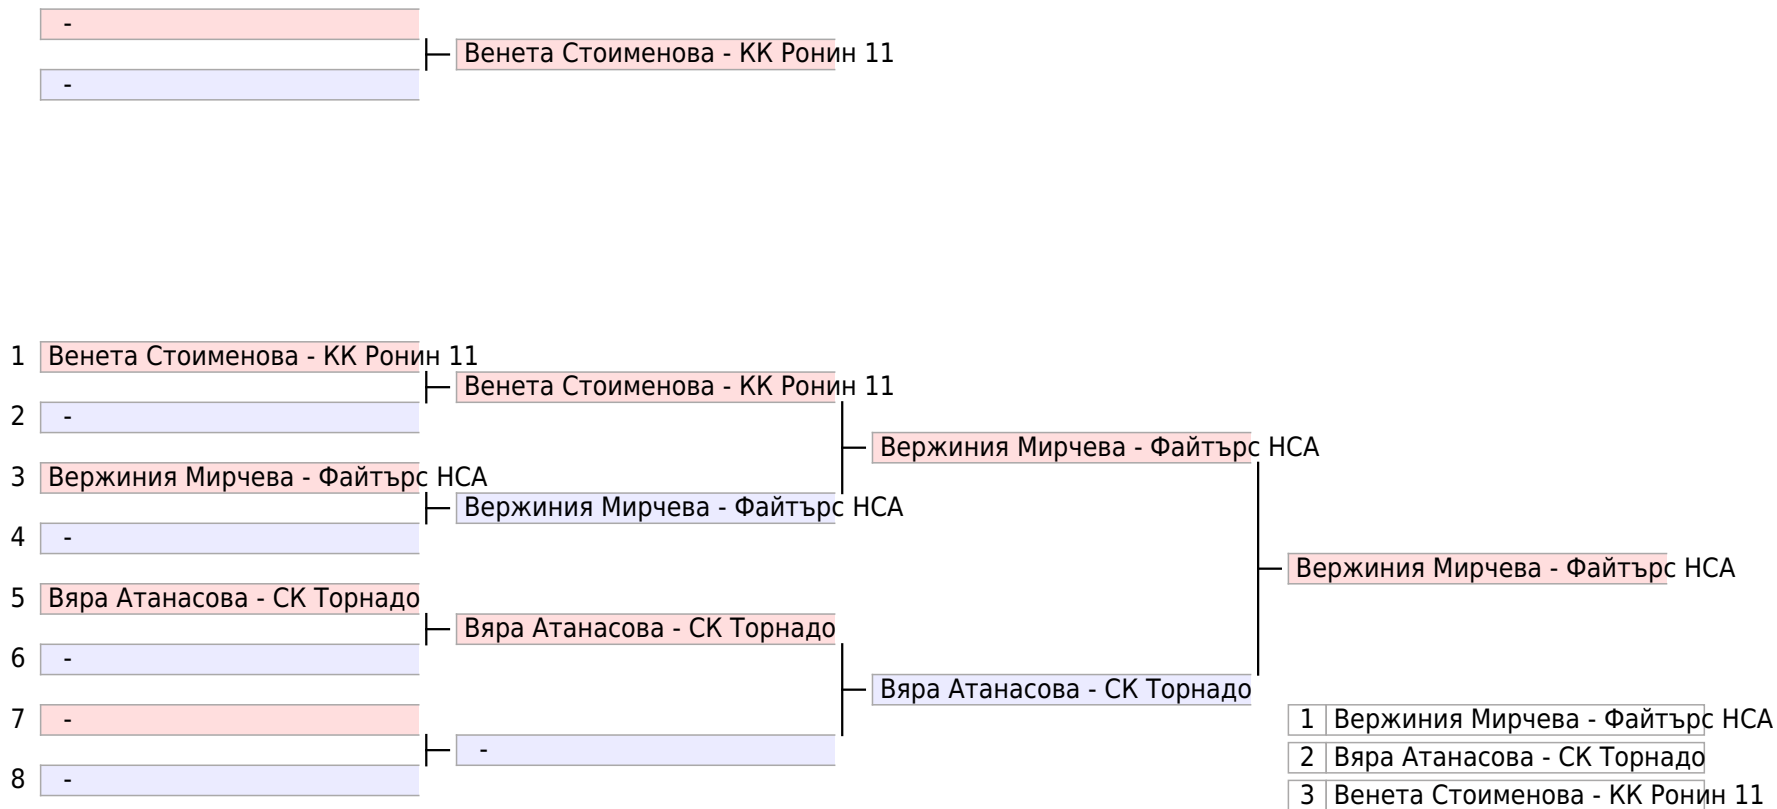 -
Венета Стоименова - КК Ронин 11
-
1 Венета Стоименова - КК Ронин 11
Венета Стоименова - КК Ронин 11
2 -
Вержиния Мирчева - Файтърс НСА
3 Вержиния Мирчева - Файтърс НСА
Вержиния Мирчева - Файтърс НСА
4 -
Вержиния Мирчева - Файтърс НСА
5 Вяра Атанасова - СК Торнадо
Вяра Атанасова - СК Торнадо
6 -
Вяра Атанасова - СК Торнадо
7 -
-
8 -
1 Вержиния Мирчева - Файтърс НСА
2 Вяра Атанасова - СК Торнадо
3 Венета Стоименова - КК Ронин 11